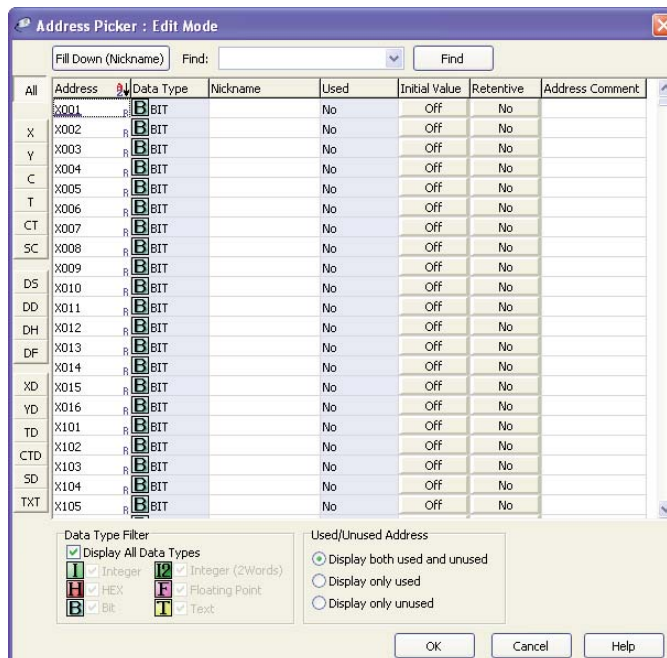 Address Picker : Edit Mode
Fill Down (Nickname) Find: Find
All Address Data Type Nickname Used Initial Value Retentive Address Comment
X001 R B BIT No Off No
X X002 R B BIT No Off No
Y X003 R B BIT No Off No
C X004 R B BIT No Off No
X005 R B BIT No Off No
T X006 R B BIT No Off No
CT X007 R B BIT No Off No
SC X008 R B BIT No Off No
X009 R B BIT No Off No
DS X010 R B BIT No Off No
DD X011 R B BIT No Off No
DH X012 R B BIT No Off No
DF X013 R B BIT No Off No
X014 R B BIT No Off No
XD X015 R B BIT No Off No
YD X016 R B BIT No Off No
TD X101 R B BIT No Off No
CTD X102 R B BIT No Off No
X103 R B BIT No Off No
SD X104 R B BIT No Off No
TXT X105 R B BIT No Off No
Data Type Filter
Display All Data Types
I Integer I2 Integer (2Words)
H HEX F Floating Point
B Bit T Text
Used/Unused Address
Display both used and unused
Display only used
Display only unused
OK Cancel Help